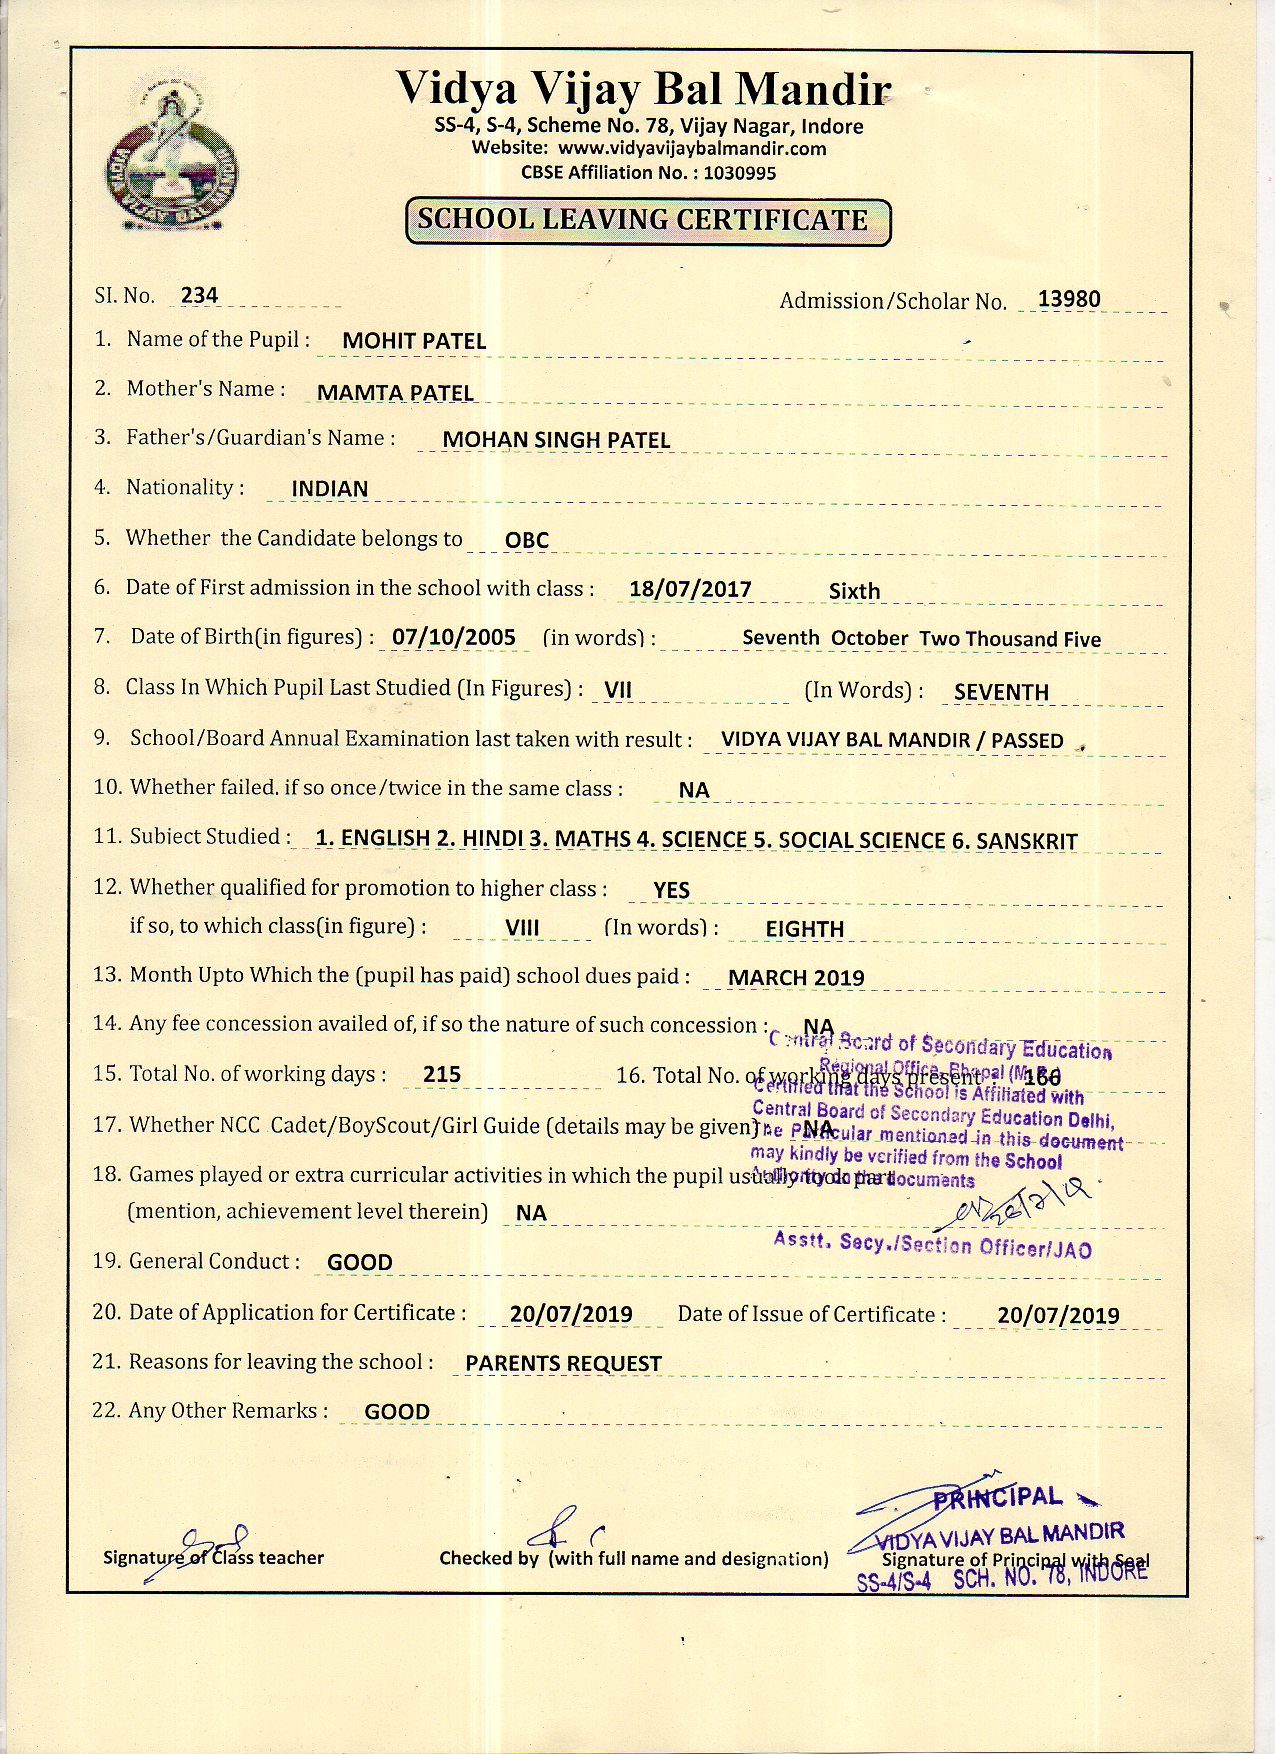 Vidya Vijay Bal Mandir
SS-4, S-4, Scheme No. 78, Vijay Nagar, Indore
Website: www.vidyavijaybalmandir.com
CBSE Affiliation No. : 1030995
SCHOOL LEAVING CERTIFICATE
VIDYA VIJAY BAL MANDIR
SI. No. 234 Admission/Scholar No. 13980
1. Name of the Pupil : MOHIT PATEL
2. Mother's Name : MAMTA PATEL
3. Father's/Guardian's Name : MOHAN SINGH PATEL
4. Nationality : INDIAN
5. Whether the Candidate belongs to OBC
6. Date of First admission in the school with class : 18/07/2017 Sixth
7. Date of Birth(in figures) : 07/10/2005 (in words) : Seventh October Two Thousand Five
8. Class In Which Pupil Last Studied (In Figures) : VII (In Words) : SEVENTH
9. School/Board Annual Examination last taken with result : VIDYA VIJAY BAL MANDIR / PASSED
10. Whether failed. if so once/twice in the same class : NA
11. Subject Studied : 1. ENGLISH 2. HINDI 3. MATHS 4. SCIENCE 5. SOCIAL SCIENCE 6. SANSKRIT
12. Whether qualified for promotion to higher class : YES
if so, to which class(in figure) : VIII (In words) : EIGHTH
13. Month Upto Which the (pupil has paid) school dues paid : MARCH 2019
14. Any fee concession availed of, if so the nature of such concession : NA
Central Board of Secondary Education
Regional Office, Bhopal (M.P.)
15. Total No. of working days : 215 16. Total No. of working days present :
Certified that the School is Affiliated with
Central Board of Secondary Education Delhi,
17. Whether NCC Cadet/BoyScout/Girl Guide (details may be given) : NA
The Particular mentioned in this document
may kindly be verified from the School
18. Games played or extra curricular activities in which the pupil usually took part
documents
(mention, achievement level therein) NA
Asstt. Secy./Section Officer/JAO
19. General Conduct : GOOD
20. Date of Application for Certificate : 20/07/2019 Date of Issue of Certificate : 20/07/2019
21. Reasons for leaving the school : PARENTS REQUEST
22. Any Other Remarks : GOOD
PRINCIPAL
VIDYA VIJAY BAL MANDIR
Signature of Class teacher Checked by (with full name and designation) Signature of Principal with Seal
SS-4/S-4 SCH. NO. 78, INDORE